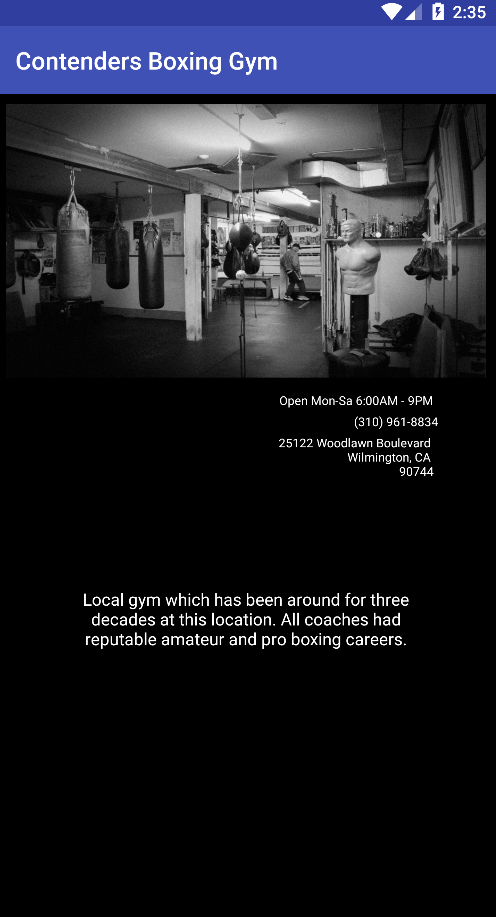 2:35
Contenders Boxing Gym
Open Mon-Sa 6:00AM - 9PM
(310) 961-8834
25122 Woodlawn Boulevard
Wilmington, CA
90744
Local gym which has been around for three
decades at this location. All coaches had
reputable amateur and pro boxing careers.